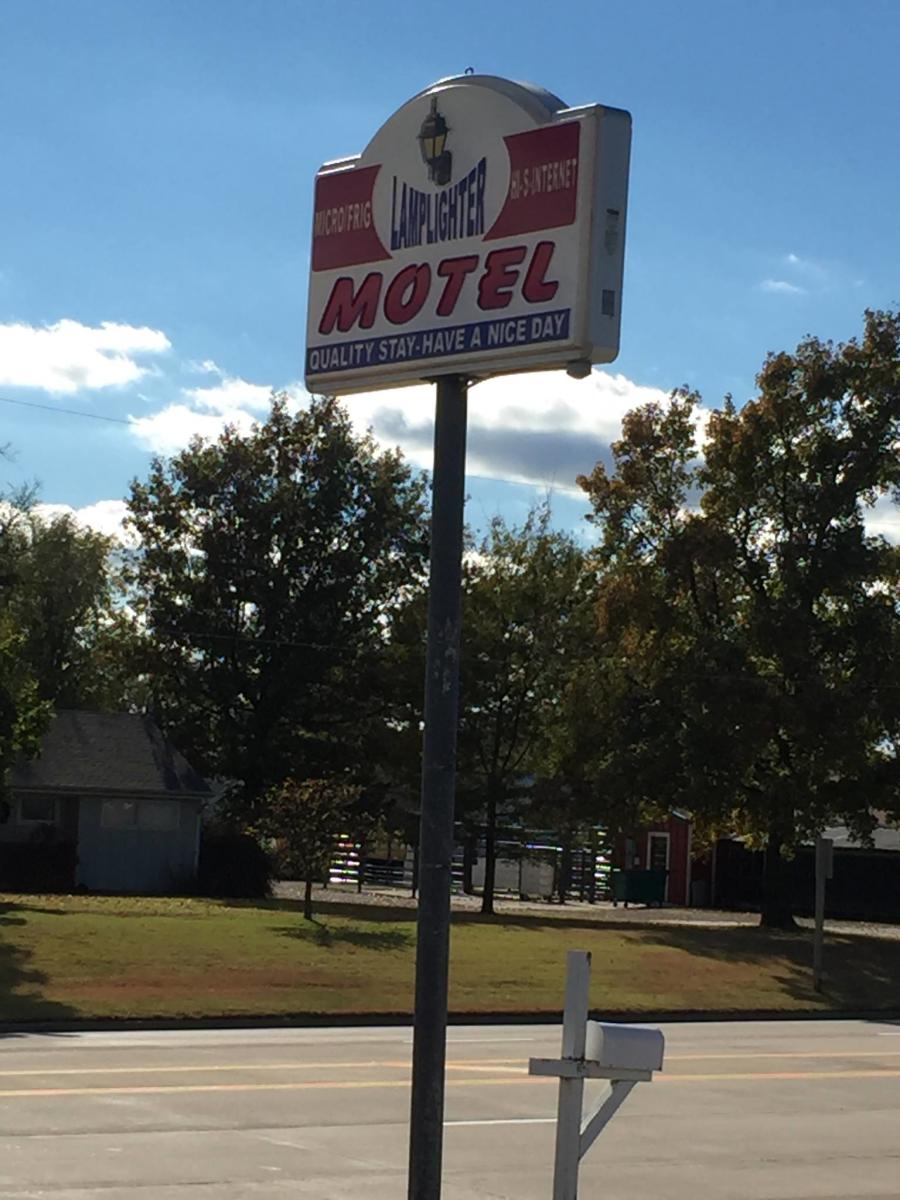 MICRO/FRIG
LAMPLIGHTER
HI-S-INTERNET
MOTEL
QUALITY STAY-HAVE A NICE DAY